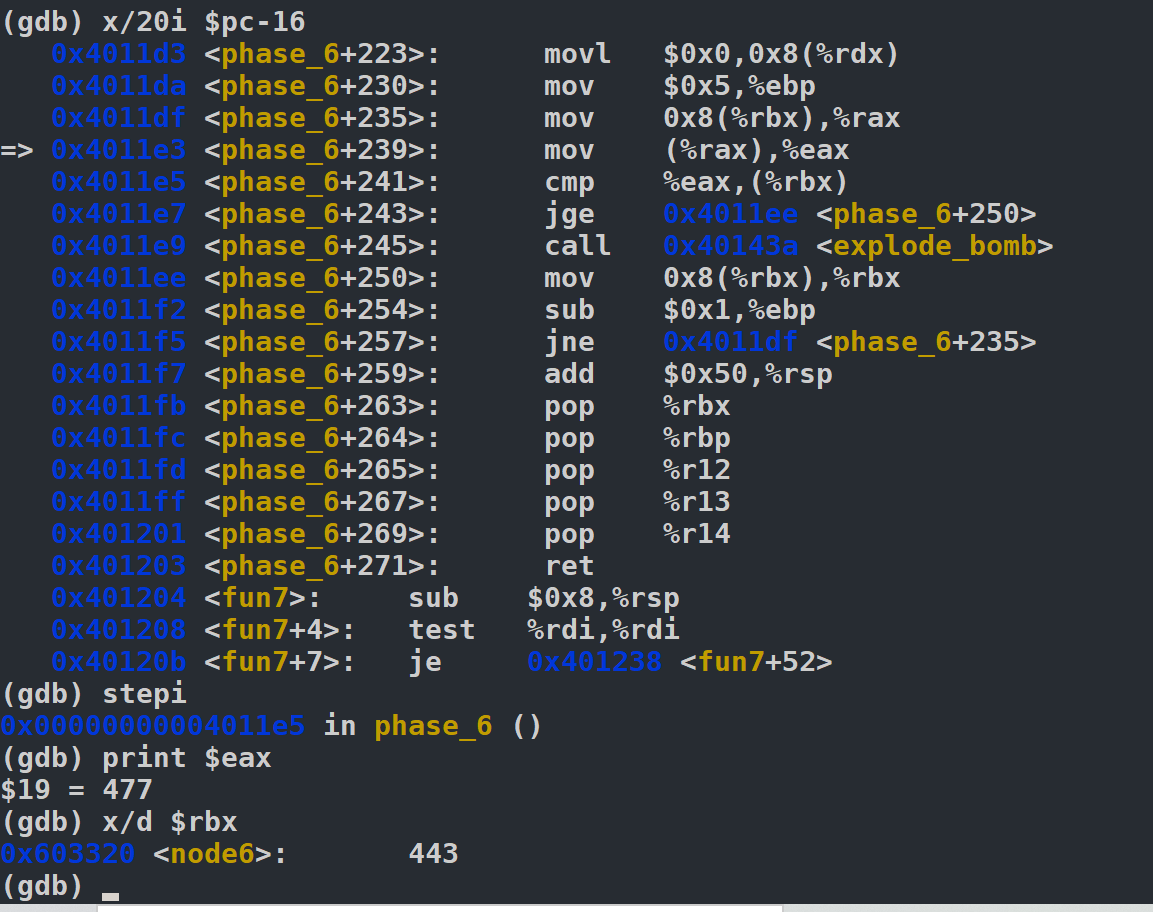 (gdb) x/20i $pc-16
   0x4011d3 <phase_6+223>:      movl   $0x0,0x8(%rdx)
   0x4011da <phase_6+230>:      mov    $0x5,%ebp
   0x4011df <phase_6+235>:      mov    0x8(%rbx),%rax
=> 0x4011e3 <phase_6+239>:      mov    (%rax),%eax
   0x4011e5 <phase_6+241>:      cmp    %eax,(%rbx)
   0x4011e7 <phase_6+243>:      jge    0x4011ee <phase_6+250>
   0x4011e9 <phase_6+245>:      call   0x40143a <explode_bomb>
   0x4011ee <phase_6+250>:      mov    0x8(%rbx),%rbx
   0x4011f2 <phase_6+254>:      sub    $0x1,%ebp
   0x4011f5 <phase_6+257>:      jne    0x4011df <phase_6+235>
   0x4011f7 <phase_6+259>:      add    $0x50,%rsp
   0x4011fb <phase_6+263>:      pop    %rbx
   0x4011fc <phase_6+264>:      pop    %rbp
   0x4011fd <phase_6+265>:      pop    %r12
   0x4011ff <phase_6+267>:      pop    %r13
   0x401201 <phase_6+269>:      pop    %r14
   0x401203 <phase_6+271>:      ret
   0x401204 <fun7>:     sub    $0x8,%rsp
   0x401208 <fun7+4>:   test   %rdi,%rdi
   0x40120b <fun7+7>:   je     0x401238 <fun7+52>
(gdb) stepi
0x00000000004011e5 in phase_6 ()
(gdb) print $eax
$19 = 477
(gdb) x/d $rbx
0x603320 <node6>:       443
(gdb)